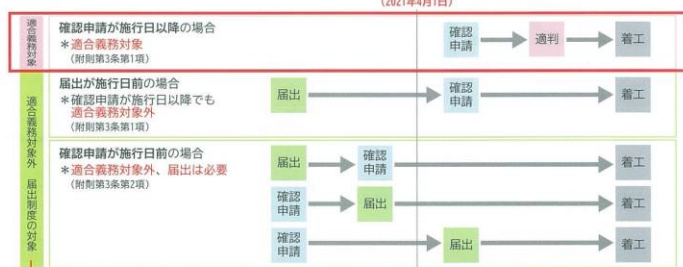 (2021年4月1日)
適合義務対象
確認申請が施行日以降の場合
＊適合義務対象
(附則第3条第1項)
確認
申請
適判
着工
適合義務対象外 届出制度の対象
届出が施行日前の場合
＊確認申請が施行日以降でも
適合義務対象外
(附則第3条第1項)
届出
確認
申請
着工
確認申請が施行日前の場合
＊適合義務対象外、届出は必要
(附則第3条第2項)
届出
確認
申請
着工
確認
申請
届出
着工
確認
申請
届出
着工